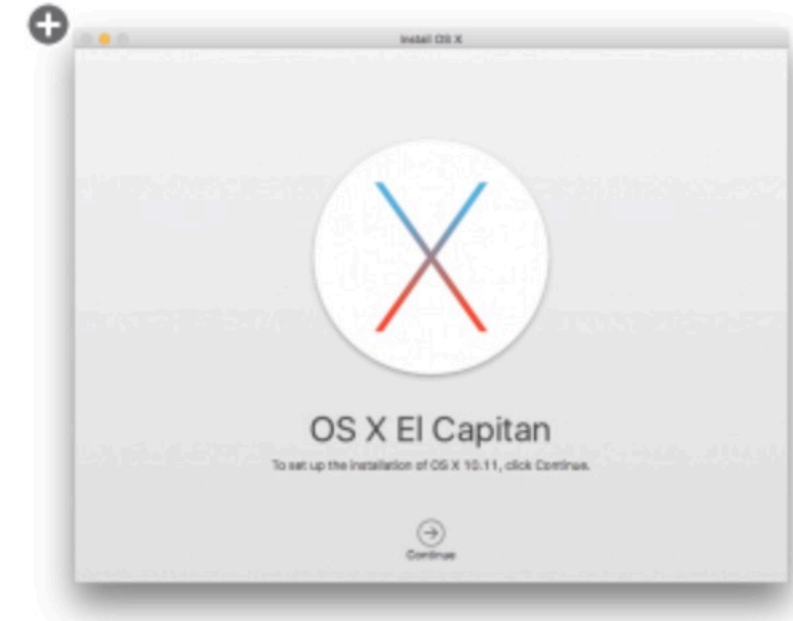 Install OS X
OS X El Capitan
To set up the installation of OS X 10.11, click Continue.
Continue